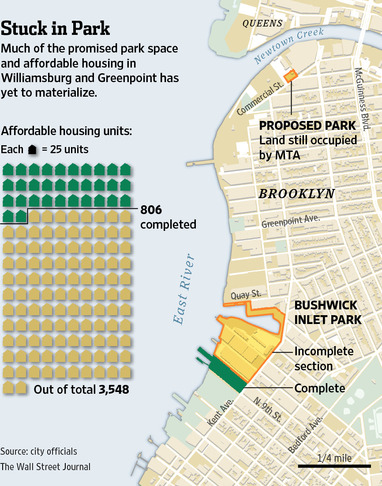 Stuck in Park
Much of the promised park space
and affordable housing in
Williamsburg and Greenpoint has
yet to materialize.
Affordable housing units:
Each = 25 units
806
completed
Out of total 3,548
Source: city officials
The Wall Street Journal
QUEENS
Newtown Creek
McGuinness Blvd.
Commercial St.
PROPOSED PARK
Land still occupied
by MTA
BROOKLYN
Greenpoint Ave.
East River
Quay St.
BUSHWICK
INLET PARK
Incomplete
section
Complete
Kent Ave.
N. 9th St.
Bedford Ave.
1/4 mile